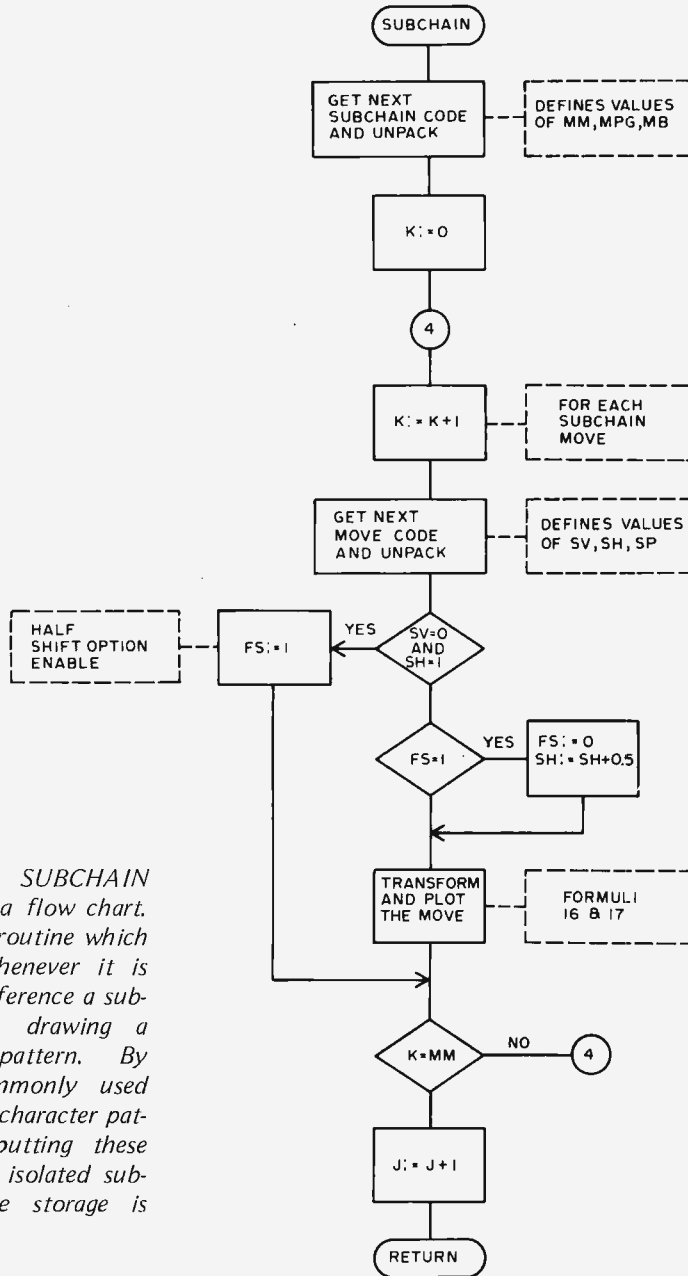 SUBCHAIN
GET NEXT
SUBCHAIN CODE
AND UNPACK
DEFINES VALUES
OF MM,MPG,MB
K:=0
4
K:=K+1
FOR EACH
SUBCHAIN
MOVE
GET NEXT
MOVE CODE
AND UNPACK
DEFINES VALUES
OF SV,SH,SP
HALF
SHIFT OPTION
ENABLE
FS:=1
YES
SV=0
AND
SH=1
FS=1
YES
FS:=0
SH:=SH+0.5
TRANSFORM
AND PLOT
THE MOVE
FORMULI
16 & 17
K=MM
NO
4
J:=J+1
RETURN
SUBCHAIN
a flow chart.
routine which
henever it is
ference a sub-
drawing a
pattern. By
mmonly used
character pat-
putting these
isolated sub-
e storage is